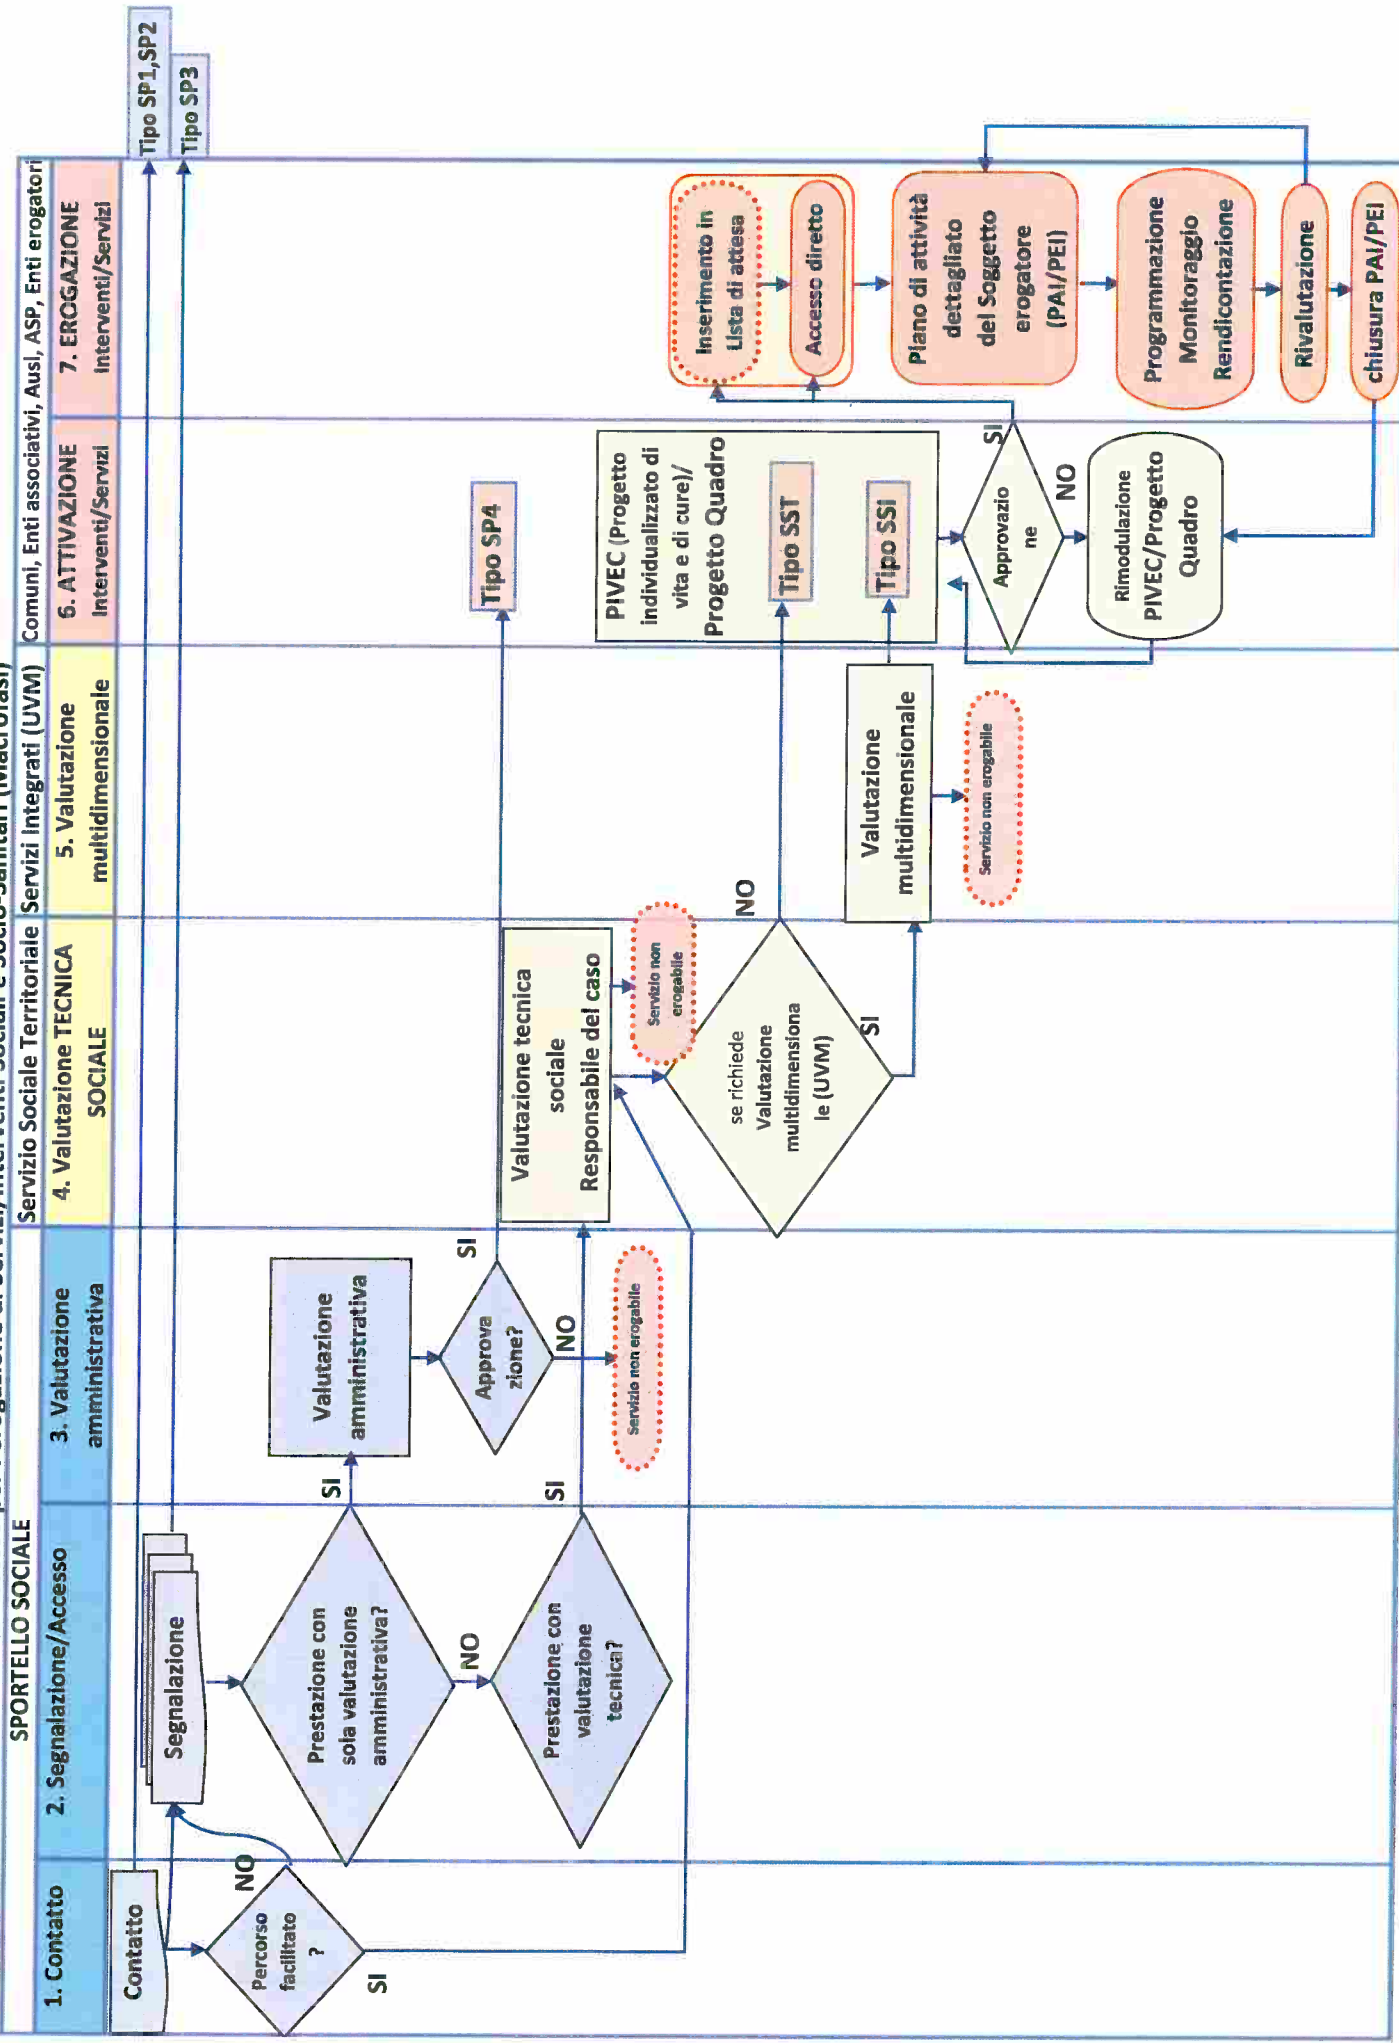 SPORTELLO SOCIALE
Servizio Sociale Territoriale
Servizi Integrati (UVM)
Comuni, Enti associativi, Ausl, ASP, Enti erogatori
1. Contatto
2. Segnalazione/Accesso
3. Valutazione
amministrativa
4. Valutazione TECNICA
SOCIALE
5. Valutazione
multidimensionale
6. ATTIVAZIONE
Interventi/Servizi
7. EROGAZIONE
Interventi/Servizi
Tipo SP1,SP2
Tipo SP3
Contatto
Percorso
facilitato
?
NO
SI
Segnalazione
Prestazione con
sola valutazione
amministrativa?
SI
NO
Prestazione con
valutazione
tecnica?
SI
Valutazione
amministrativa
Approva
zione?
SI
NO
Servizio non erogabile
Valutazione tecnica
sociale
Responsabile del caso
Servizio non
erogabile
se richiede
Valutazione
multidimensiona
le (UVM)
NO
SI
Valutazione
multidimensionale
Servizio non erogabile
Tipo SP4
PIVEC (Progetto
individualizzato di
vita e di cure)/
Progetto Quadro
Tipo SST
Tipo SSI
Approvazio
ne
SI
NO
Rimodulazione
PIVEC/Progetto
Quadro
Inserimento in
Lista di attesa
Accesso diretto
Piano di attività
dettagliato
del Soggetto
erogatore
(PAI/PEI)
Programmazione
Monitoraggio
Rendicontazione
Rivalutazione
chiusura PAI/PEI